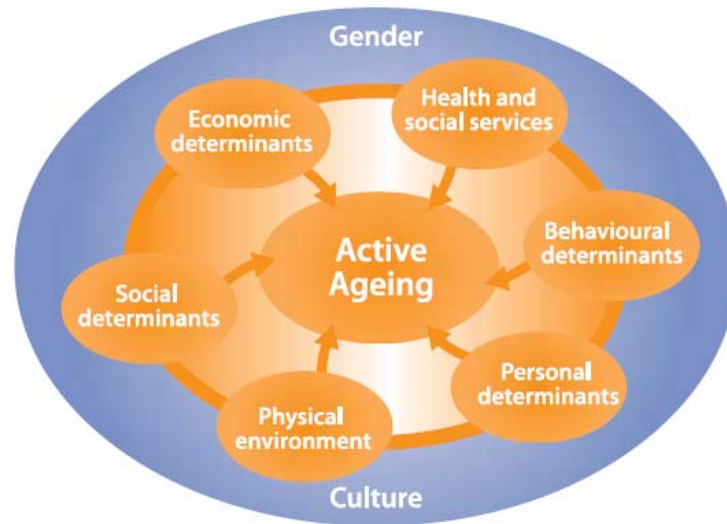 Gender
Economic
determinants
Health and
social services
Behavioural
determinants
Active
Ageing
Social
determinants
Personal
determinants
Physical
environment
Culture